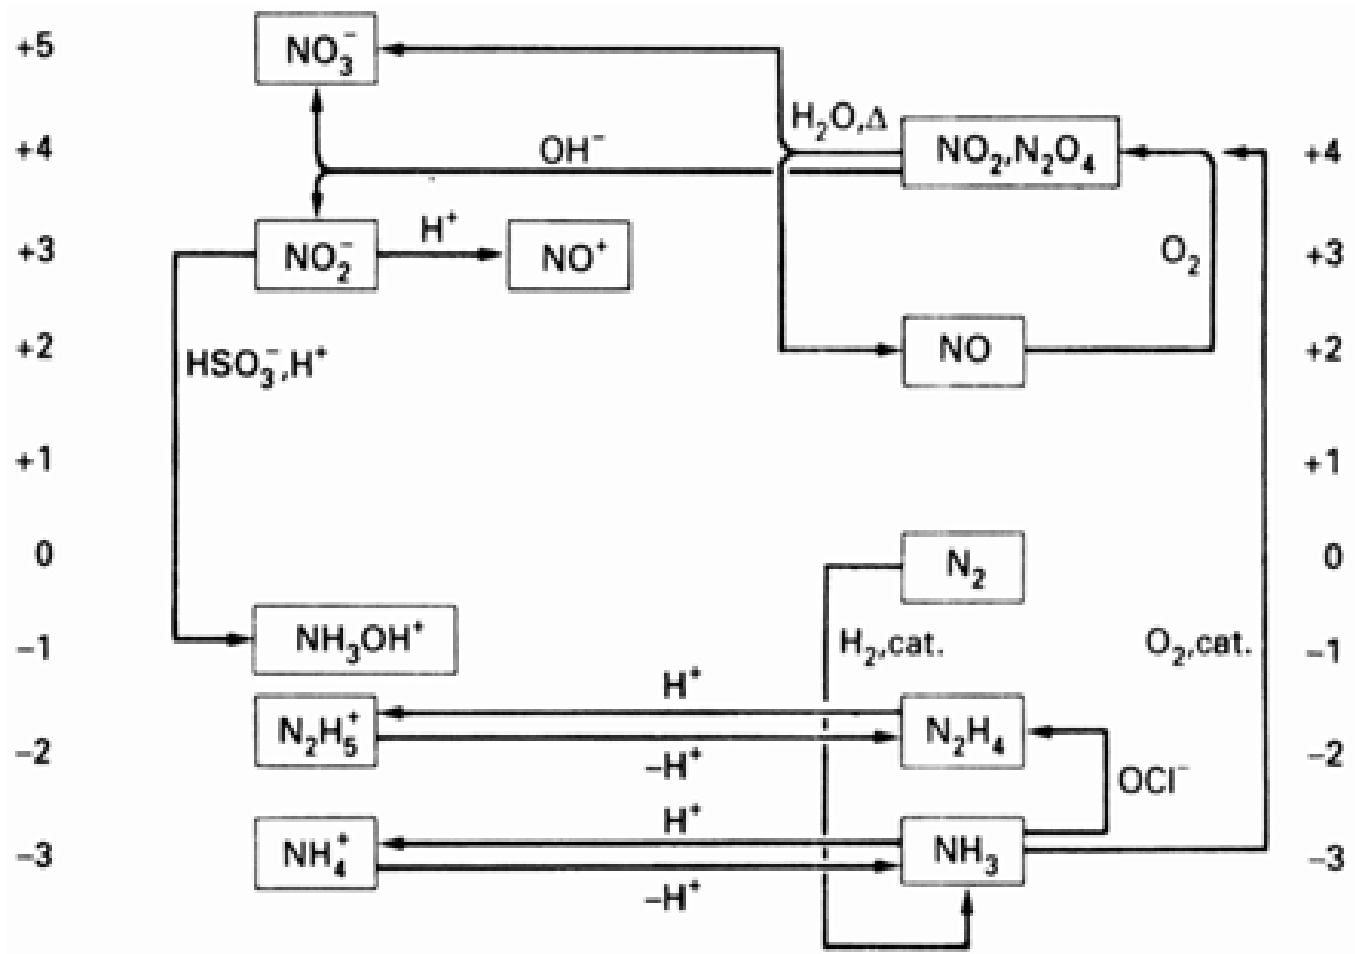 +5
NO₃⁻
H₂O,Δ
+4
OH⁻
NO₂,N₂O₄
+4
+3
NO₂⁻
H⁺
NO⁺
O₂
+3
+2
HSO₃⁻,H⁺
NO
+2
+1
+1
0
N₂
0
-1
NH₃OH⁺
H₂,cat.
O₂,cat.
-1
H⁺
N₂H₅⁺
N₂H₄
-2
-H⁺
-2
OCl⁻
H⁺
-3
NH₄⁺
NH₃
-3
-H⁺